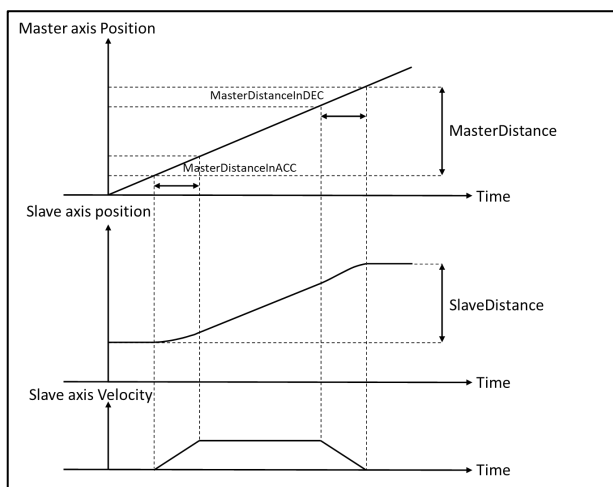 Master axis Position
MasterDistanceInDEC
MasterDistance
MasterDistanceInACC
Time
Slave axis position
SlaveDistance
Time
Slave axis Velocity
Time